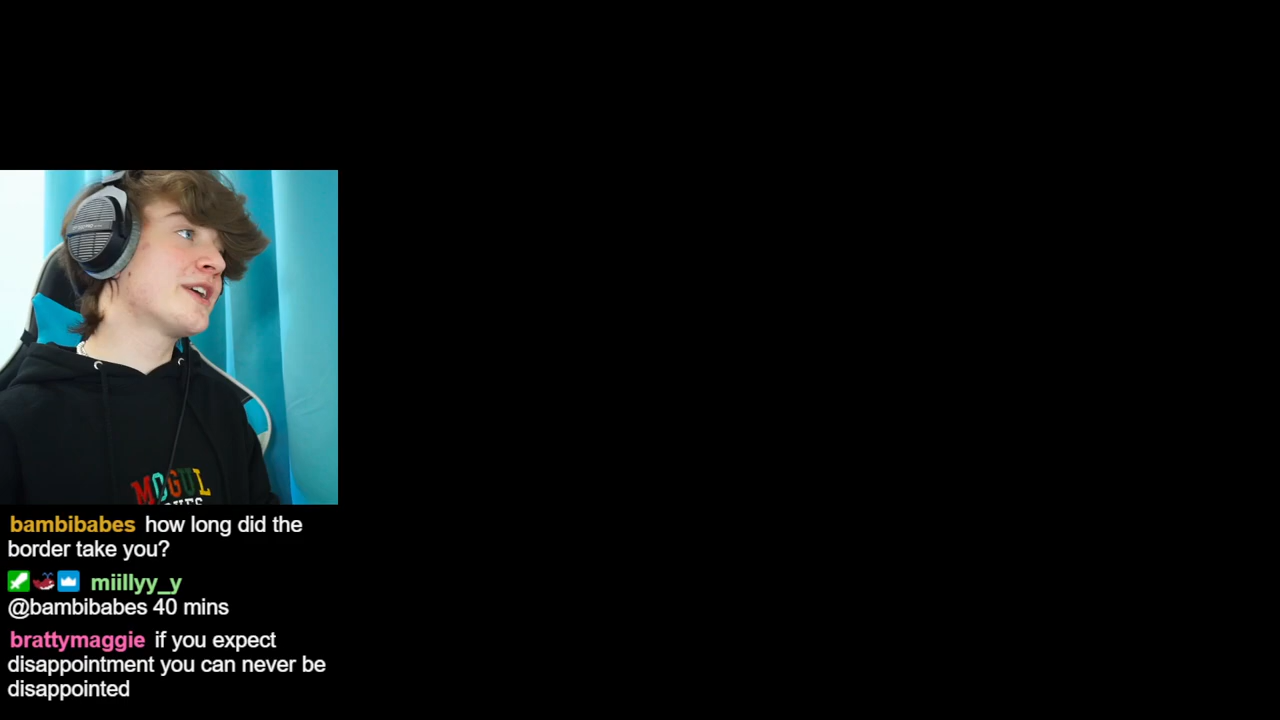 MOGUL
bambibabes how long did the
border take you?
miillyy_y
@bambibabes 40 mins
brattymaggie if you expect
disappointment you can never be
disappointed